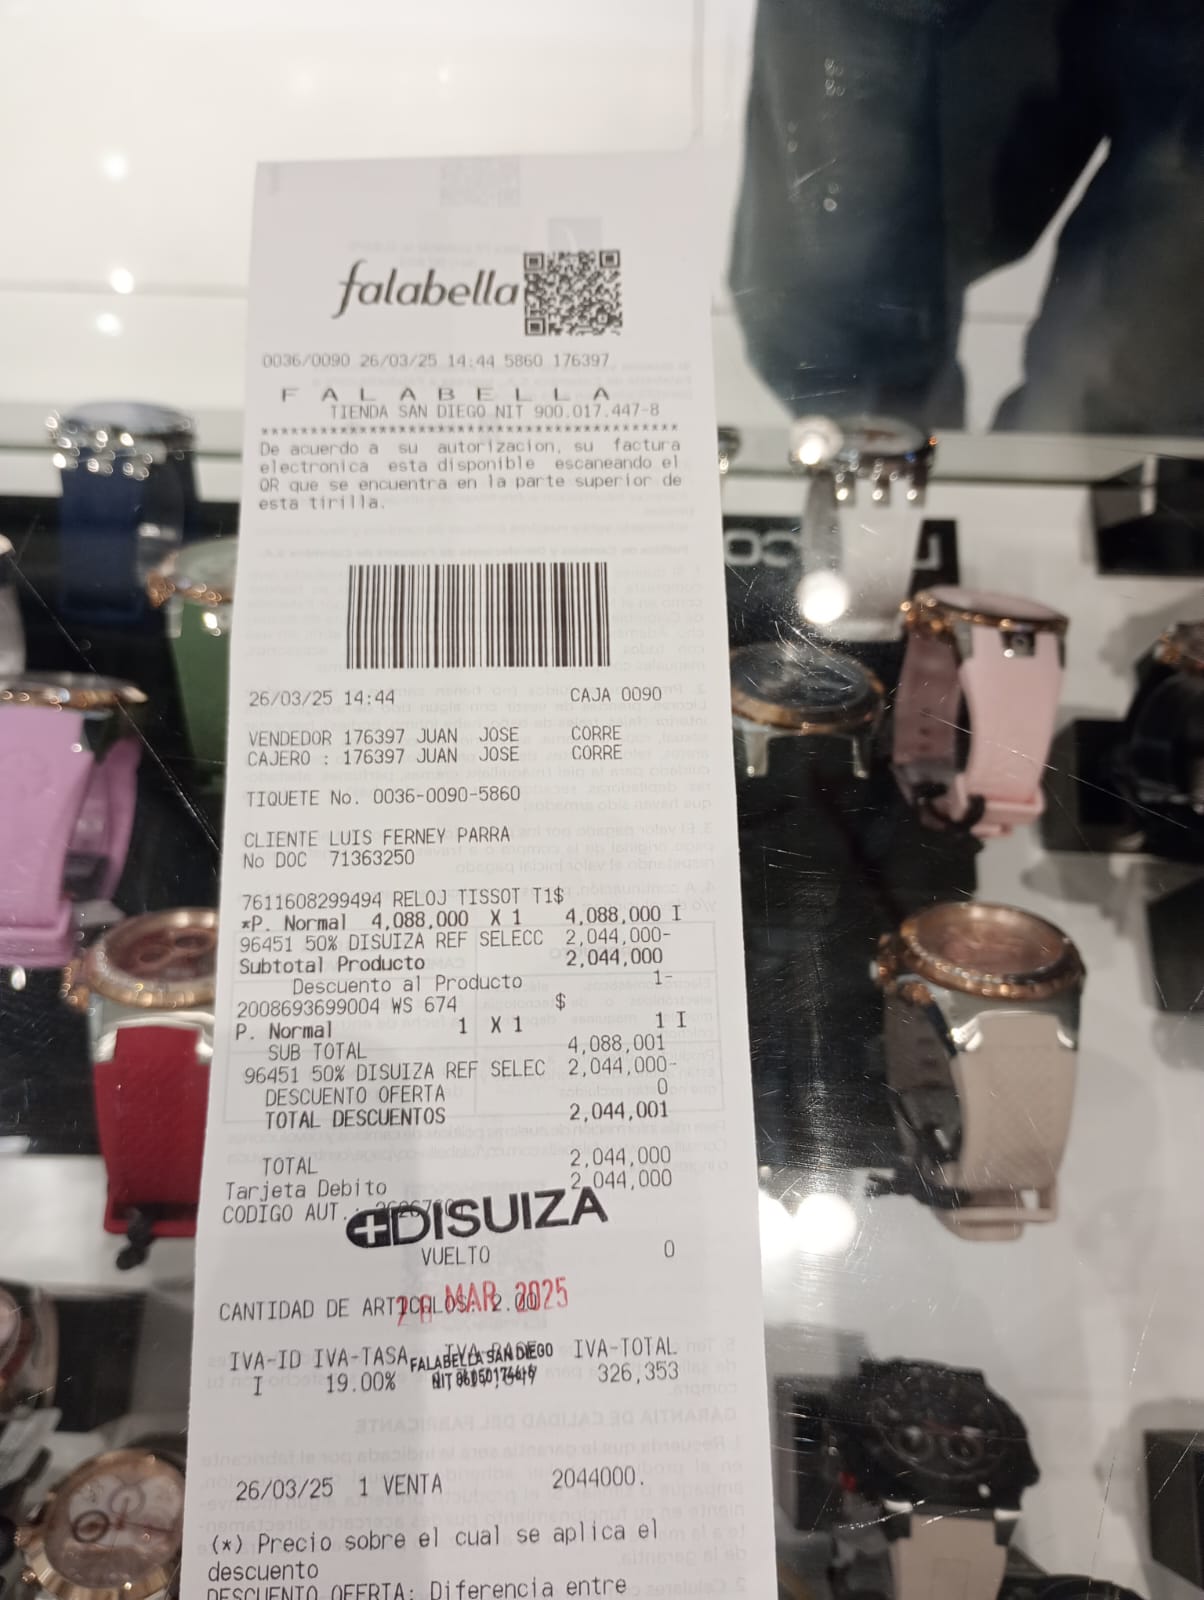 falabella
0036/0090 26/03/25 14:44 5860 176397
F A L A B E L L A
TIENDA SAN DIEGO NIT 900.017.447-8
****************************************
De acuerdo a su autorizacion, su factura
electronica esta disponible escaneando el
QR que se encuentra en la parte superior de
esta tirilla.
26/03/25 14:44 CAJA 0090
VENDEDOR 176397 JUAN JOSE CORRE
CAJERO : 176397 JUAN JOSE CORRE
TIQUETE No. 0036-0090-5860
CLIENTE LUIS FERNEY PARRA
No DOC 71363250
7611608299494 RELOJ TISSOT T1$
*P. Normal 4,088,000 X 1 4,088,000 I
96451 50% DISUIZA REF SELECC 2,044,000-
Subtotal Producto 2,044,000
Descuento al Producto 1-
2008693699004 WS 674 $
P. Normal 1 X 1 1 I
SUB TOTAL 4,088,001
96451 50% DISUIZA REF SELEC 2,044,000-
DESCUENTO OFERTA 0
TOTAL DESCUENTOS 2,044,001
TOTAL 2,044,000
Tarjeta Debito 2,044,000
CODIGO AUT.:
DISUIZA
VUELTO 0
CANTIDAD DE ARTICULOS: 2.00
MAR 2025
IVA-ID IVA-TASA IVA-BASE IVA-TOTAL
FALABELLA SAN DIEGO
I 19.00% 326,353
NIT
26/03/25 1 VENTA 2044000.
(*) Precio sobre el cual se aplica el
descuento
DESCUENTO OFERTA: Diferencia entre